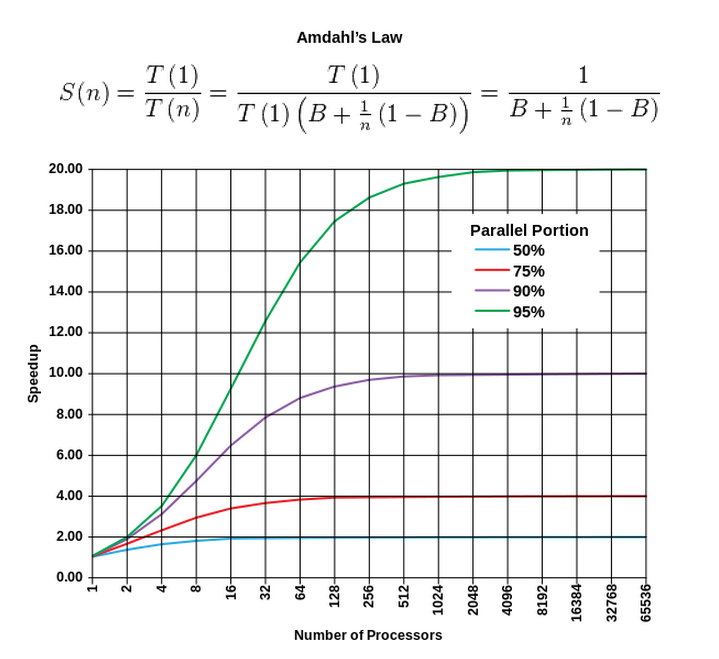 Amdahl's Law
S(n) = T(1)/T(n) = T(1)/(T(1)(B + 1/n (1 − B))) = 1/(B + 1/n (1 − B))
20.00
18.00
16.00
14.00
12.00
10.00
8.00
6.00
4.00
2.00
0.00
Speedup
Parallel Portion
50%
75%
90%
95%
1 2 4 8 16 32 64 128 256 512 1024 2048 4096 8192 16384 32768 65536
Number of Processors